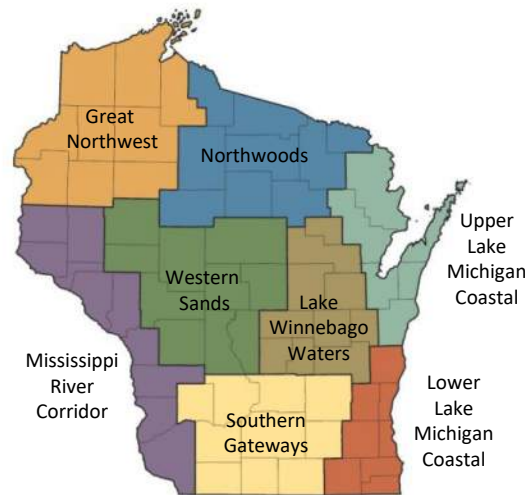 Great
Northwest
Northwoods
Upper
Lake
Michigan
Coastal
Western
Sands
Lake
Winnebago
Waters
Mississippi
River
Corridor
Southern
Gateways
Lower
Lake
Michigan
Coastal